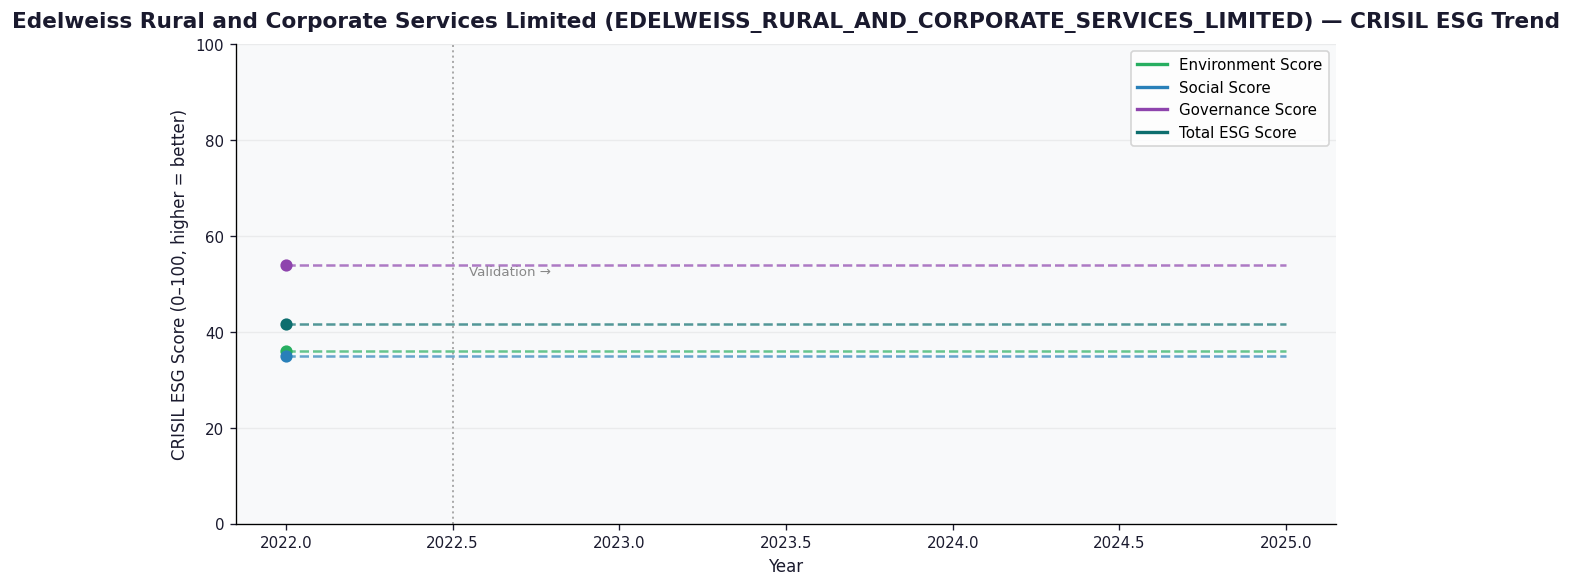 Edelweiss Rural and Corporate Services Limited (EDELWEISS_RURAL_AND_CORPORATE_SERVICES_LIMITED) — CRISIL ESG Trend
CRISIL ESG Score (0–100, higher = better)
100
80
60
40
20
0
Environment Score
Social Score
Governance Score
Total ESG Score
Validation →
2022.0
2022.5
2023.0
2023.5
2024.0
2024.5
2025.0
Year